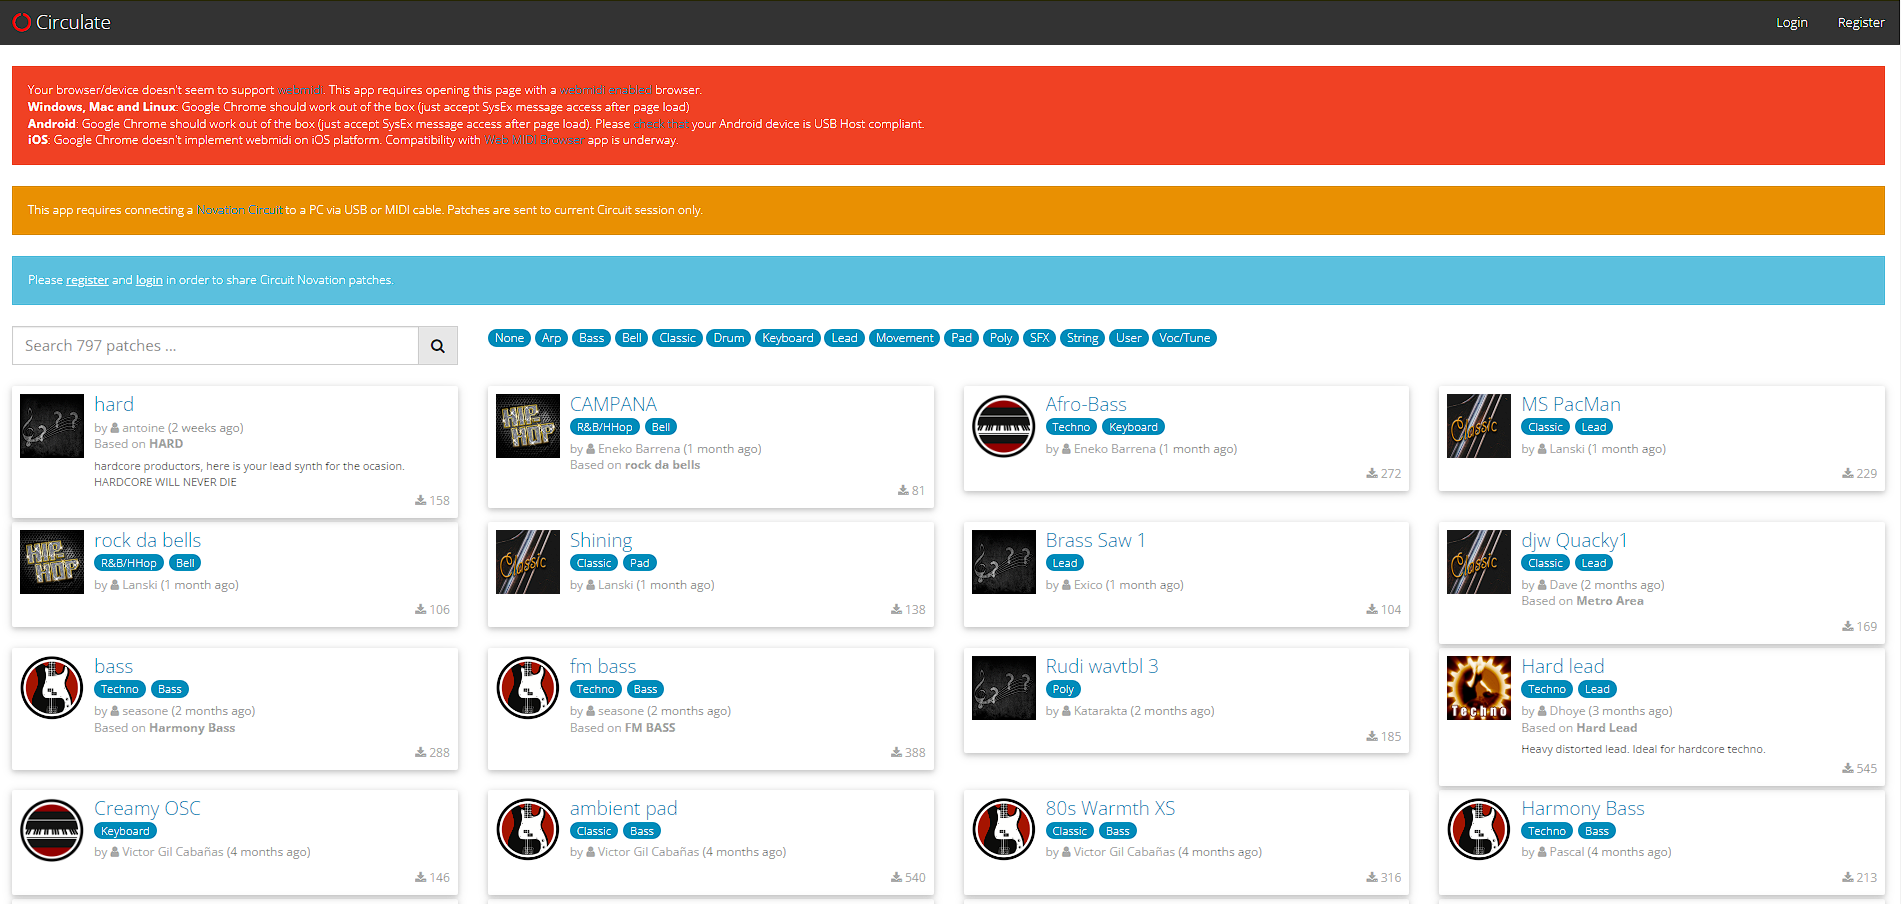 Circulate
Login
Register
Your browser/device doesn't seem to support webmidi. This app requires opening this page with a webmidi enabled browser.
Windows, Mac and Linux: Google Chrome should work out of the box (just accept SysEx message access after page load)
Android: Google Chrome should work out of the box (just accept SysEx message access after page load). Please check that your Android device is USB Host compliant.
iOS: Google Chrome doesn't implement webmidi on iOS platform. Compatibility with Web MIDI Browser app is underway.
This app requires connecting a Novation Circuit to a PC via USB or MIDI cable. Patches are sent to current Circuit session only.
Please register and login in order to share Circuit Novation patches.
Search 797 patches ...
None Arp Bass Bell Classic Drum Keyboard Lead Movement Pad Poly SFX String User Voc/Tune
hard
by antoine (2 weeks ago)
Based on HARD
hardcore productors, here is your lead synth for the ocasion.
HARDCORE WILL NEVER DIE
158
HIP HOP
CAMPANA
R&B/HHop Bell
by Eneko Barrena (1 month ago)
Based on rock da bells
81
Afro-Bass
Techno Keyboard
by Eneko Barrena (1 month ago)
272
Classic
MS PacMan
Classic Lead
by Lanski (1 month ago)
229
HIP HOP
rock da bells
R&B/HHop Bell
by Lanski (1 month ago)
106
Classic
Shining
Classic Pad
by Lanski (1 month ago)
138
Brass Saw 1
Lead
by Exico (1 month ago)
104
Classic
djw Quacky1
Classic Lead
by Dave (2 months ago)
Based on Metro Area
169
bass
Techno Bass
by seasone (2 months ago)
Based on Harmony Bass
288
fm bass
Techno Bass
by seasone (2 months ago)
Based on FM BASS
388
Rudi wavtbl 3
Poly
by Katarakta (2 months ago)
185
Techno
Hard lead
Techno Lead
by Dhoye (3 months ago)
Based on Hard Lead
Heavy distorted lead. Ideal for hardcore techno.
545
Creamy OSC
Keyboard
by Victor Gil Cabañas (4 months ago)
146
ambient pad
Classic Bass
by Victor Gil Cabañas (4 months ago)
540
80s Warmth XS
Classic Bass
by Victor Gil Cabañas (4 months ago)
316
Harmony Bass
Techno Bass
by Pascal (4 months ago)
213